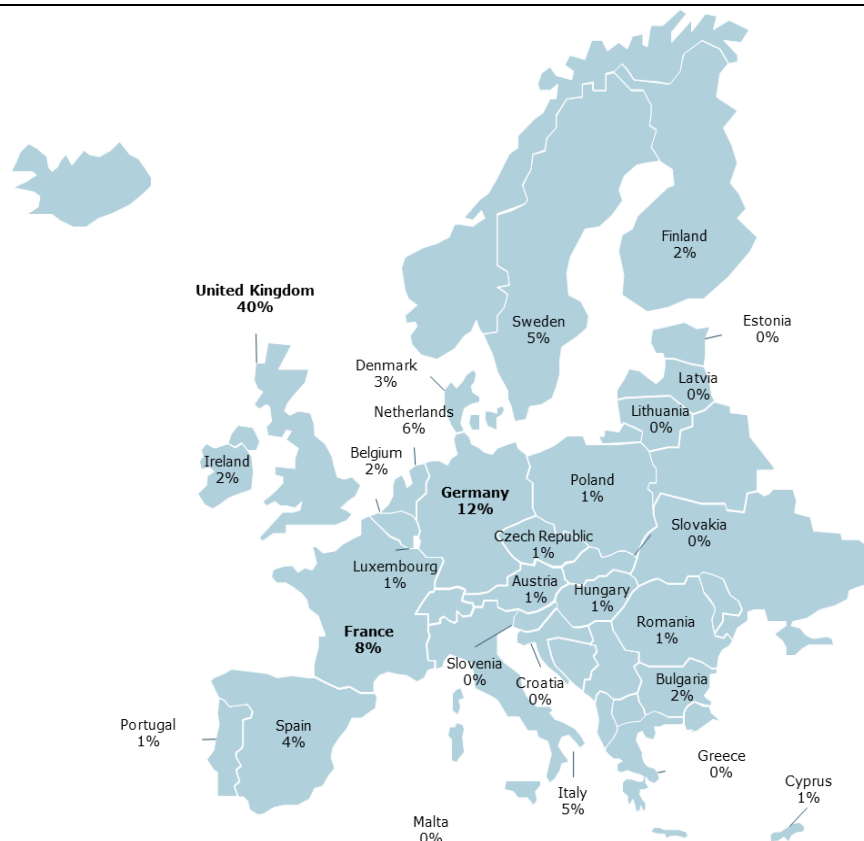 Finland
2%
United Kingdom
40%
Sweden
5%
Estonia
0%
Denmark
3%
Latvia
0%
Netherlands
6%
Lithuania
0%
Belgium
2%
Ireland
2%
Germany
12%
Poland
1%
Slovakia
0%
Czech Republic
1%
Luxembourg
1%
Austria
1%
Hungary
1%
Romania
1%
France
8%
Slovenia
0%
Croatia
0%
Bulgaria
2%
Portugal
1%
Spain
4%
Greece
0%
Italy
5%
Cyprus
1%
Malta
0%